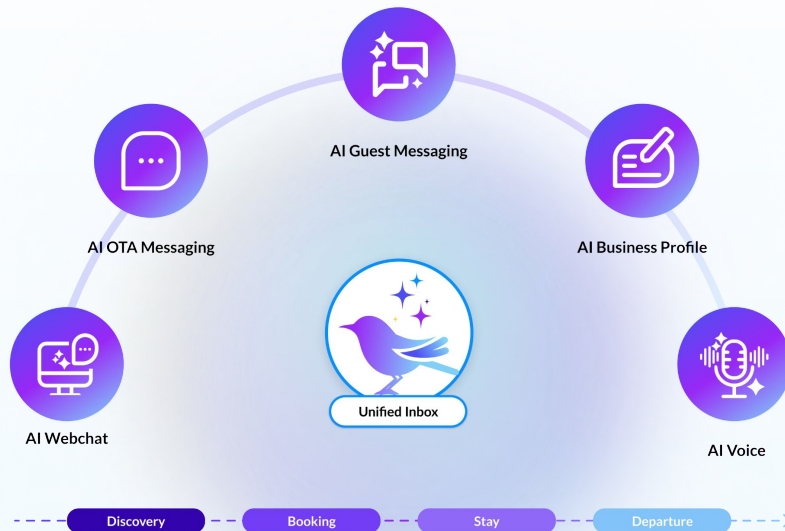 AI Guest Messaging
AI OTA Messaging
AI Business Profile
Unified Inbox
AI Webchat
AI Voice
Discovery
Booking
Stay
Departure